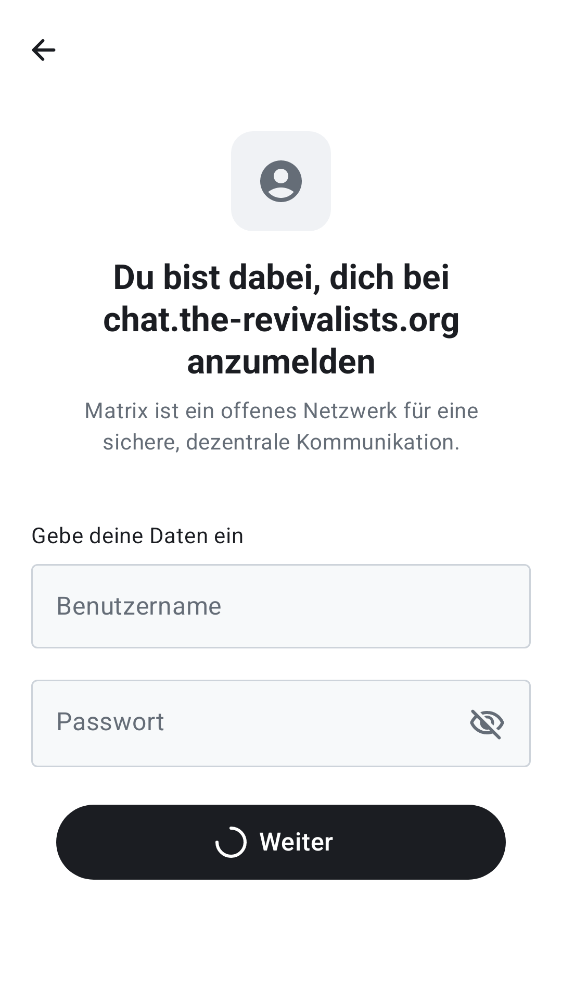 Du bist dabei, dich bei
chat.the-revivalists.org
anzumelden
Matrix ist ein offenes Netzwerk für eine
sichere, dezentrale Kommunikation.
Gebe deine Daten ein
Benutzername
Passwort
Weiter